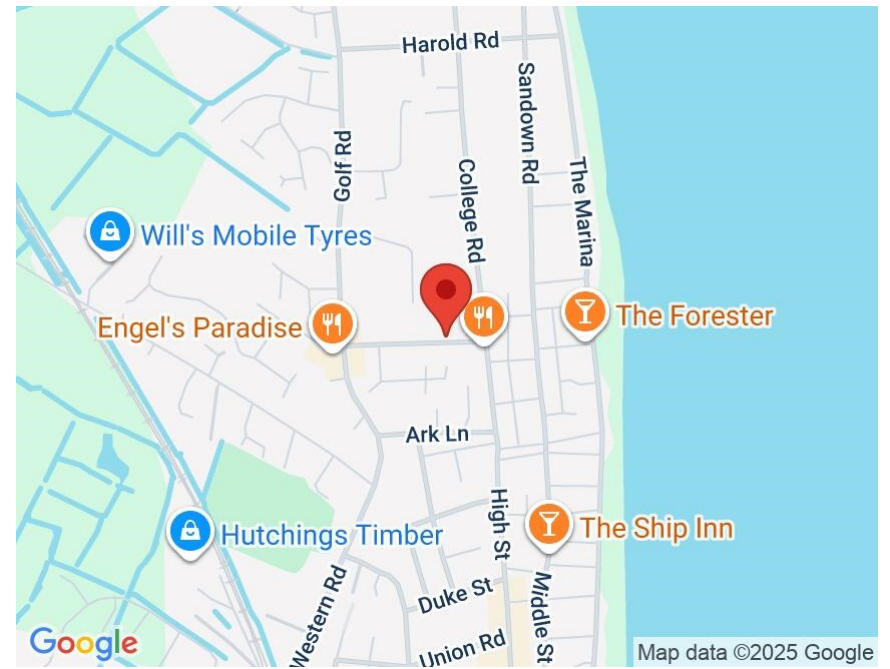 Harold Rd
Sandown Rd
Golf Rd
College Rd
The Marina
Will's Mobile Tyres
Engel's Paradise
The Forester
Ark Ln
High St
The Ship Inn
Hutchings Timber
Western Rd
Duke St
Middle St
Union Rd
Google
Map data ©2025 Google